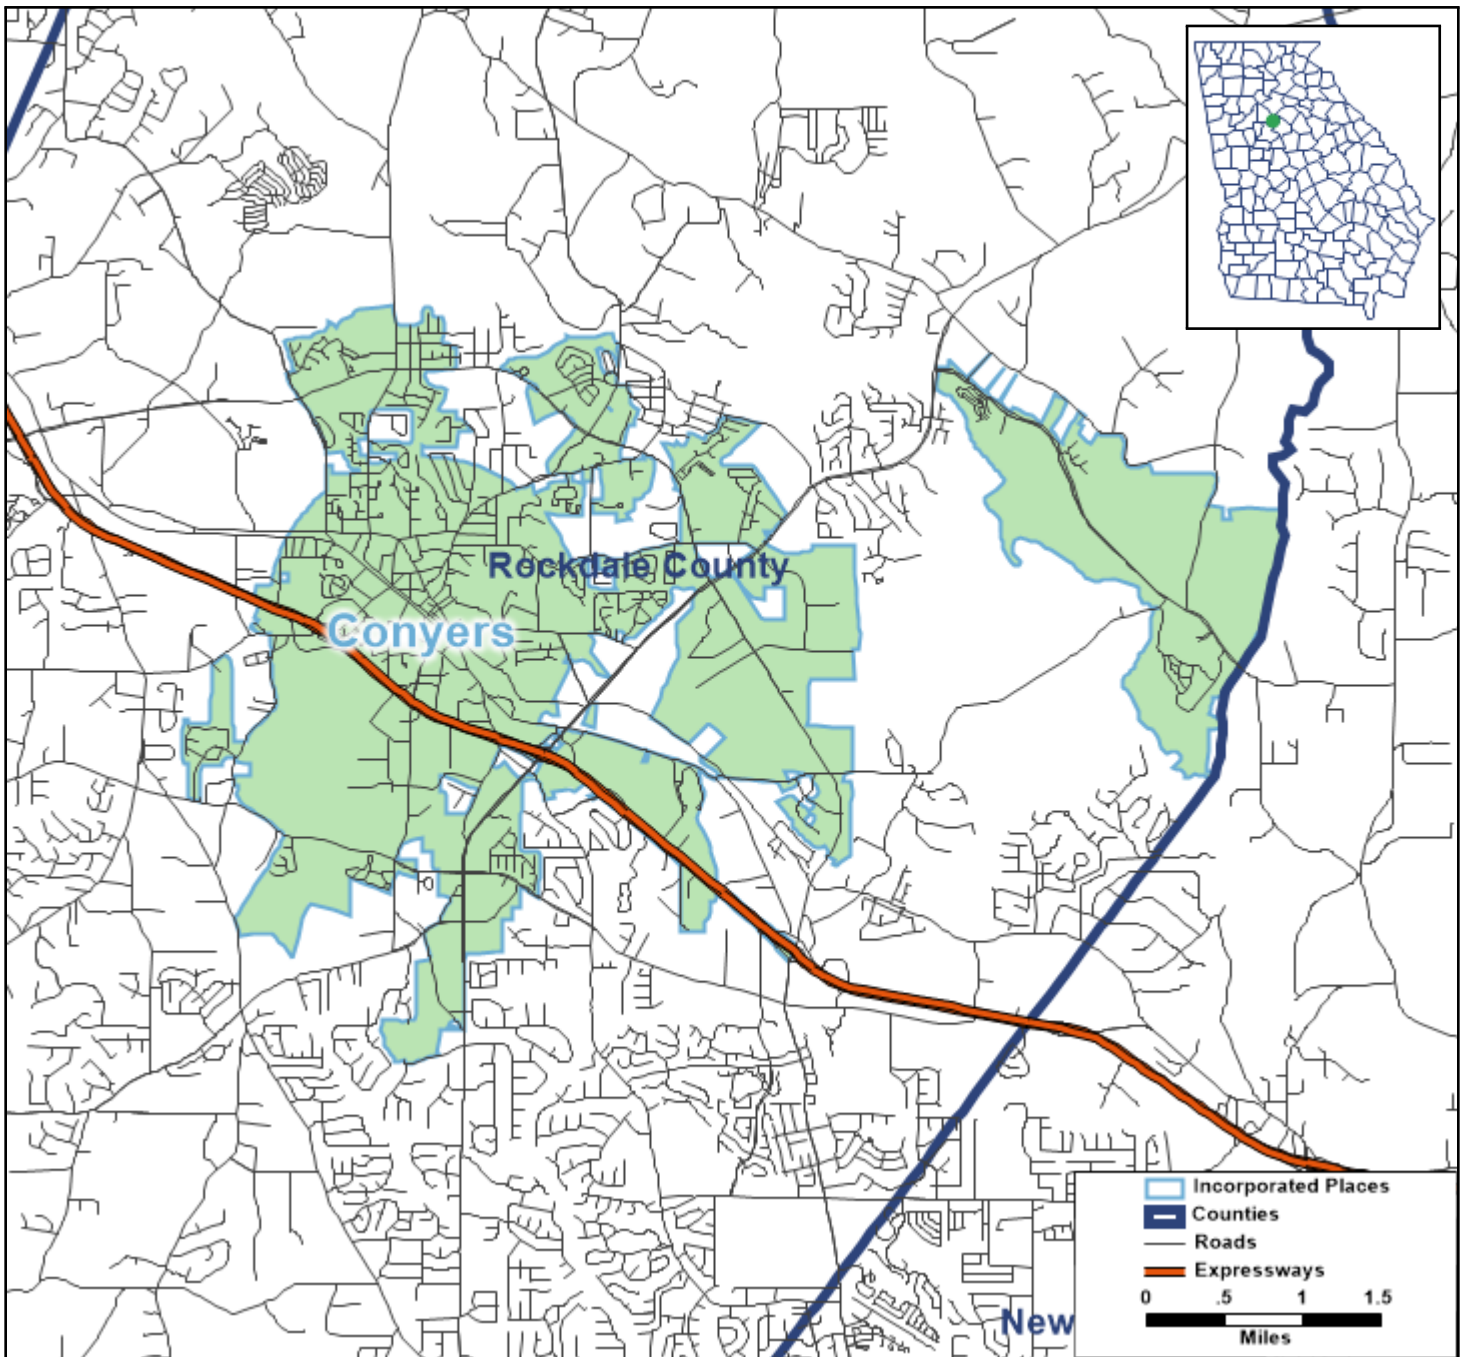 Rockdale County
Conyers
New
Incorporated Places
Counties
Roads
Expressways
0 .5 1 1.5
Miles